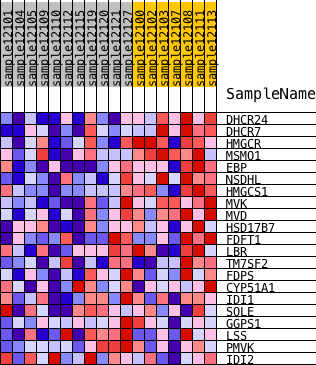 sample12101
sample12104
sample12105
sample12109
sample12110
sample12112
sample12115
sample12119
sample12120
sample12121
sample12122
sample12100
sample12102
sample12103
sample12107
sample12108
sample12111
sample12113
SampleName
DHCR24
DHCR7
HMGCR
MSMO1
EBP
NSDHL
HMGCS1
MVK
MVD
HSD17B7
FDFT1
LBR
TM7SF2
FDPS
CYP51A1
IDI1
SQLE
GGPS1
LSS
PMVK
IDI2